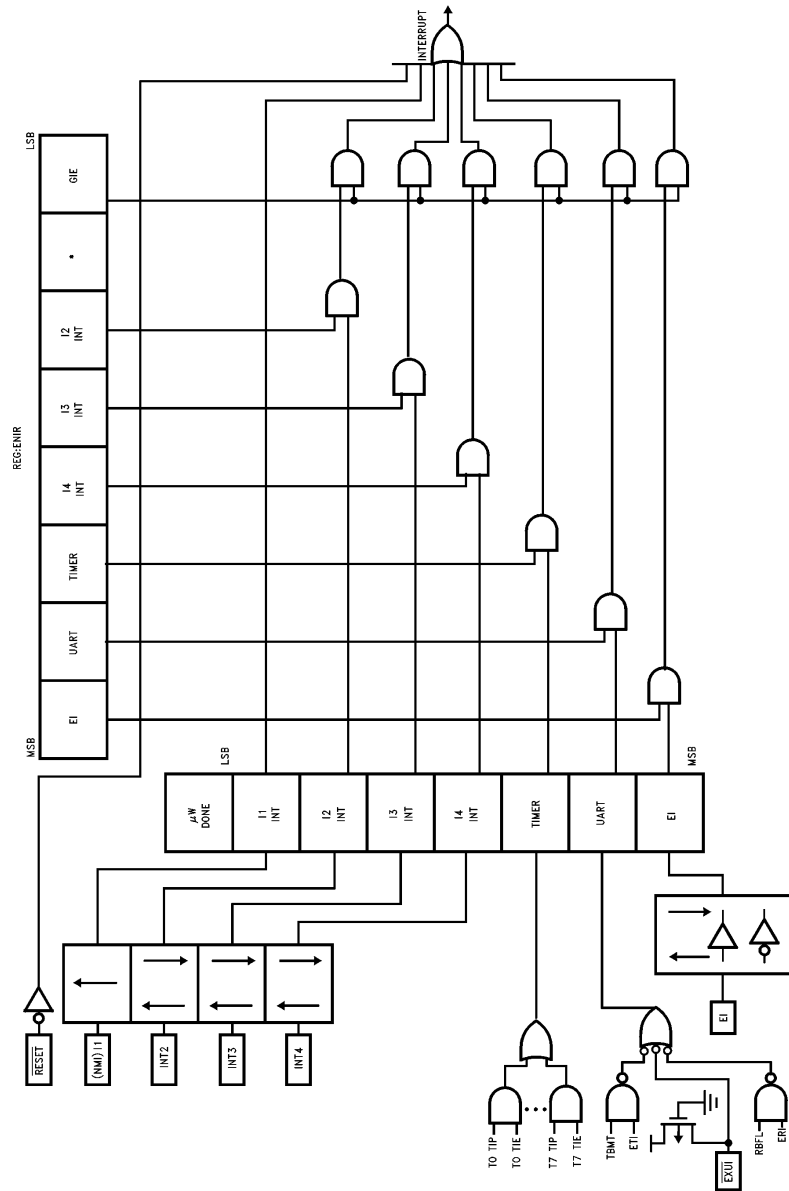 REG:ENIR
MSB
LSB
EI
UART
TIMER
I4
INT
I3
INT
I2
INT
*
GIE
R̅E̅S̅E̅T̅
(NMI) I1
INT2
INT3
INT4
μW
DONE
LSB
I1
INT
I2
INT
I3
INT
I4
INT
TIMER
UART
EI
MSB
INTERRUPT
T0 TIP
T0 TIE
T7 TIP
T7 TIE
TBMT
ETI
E̅X̅U̅I̅
RBFL
ERI
EI